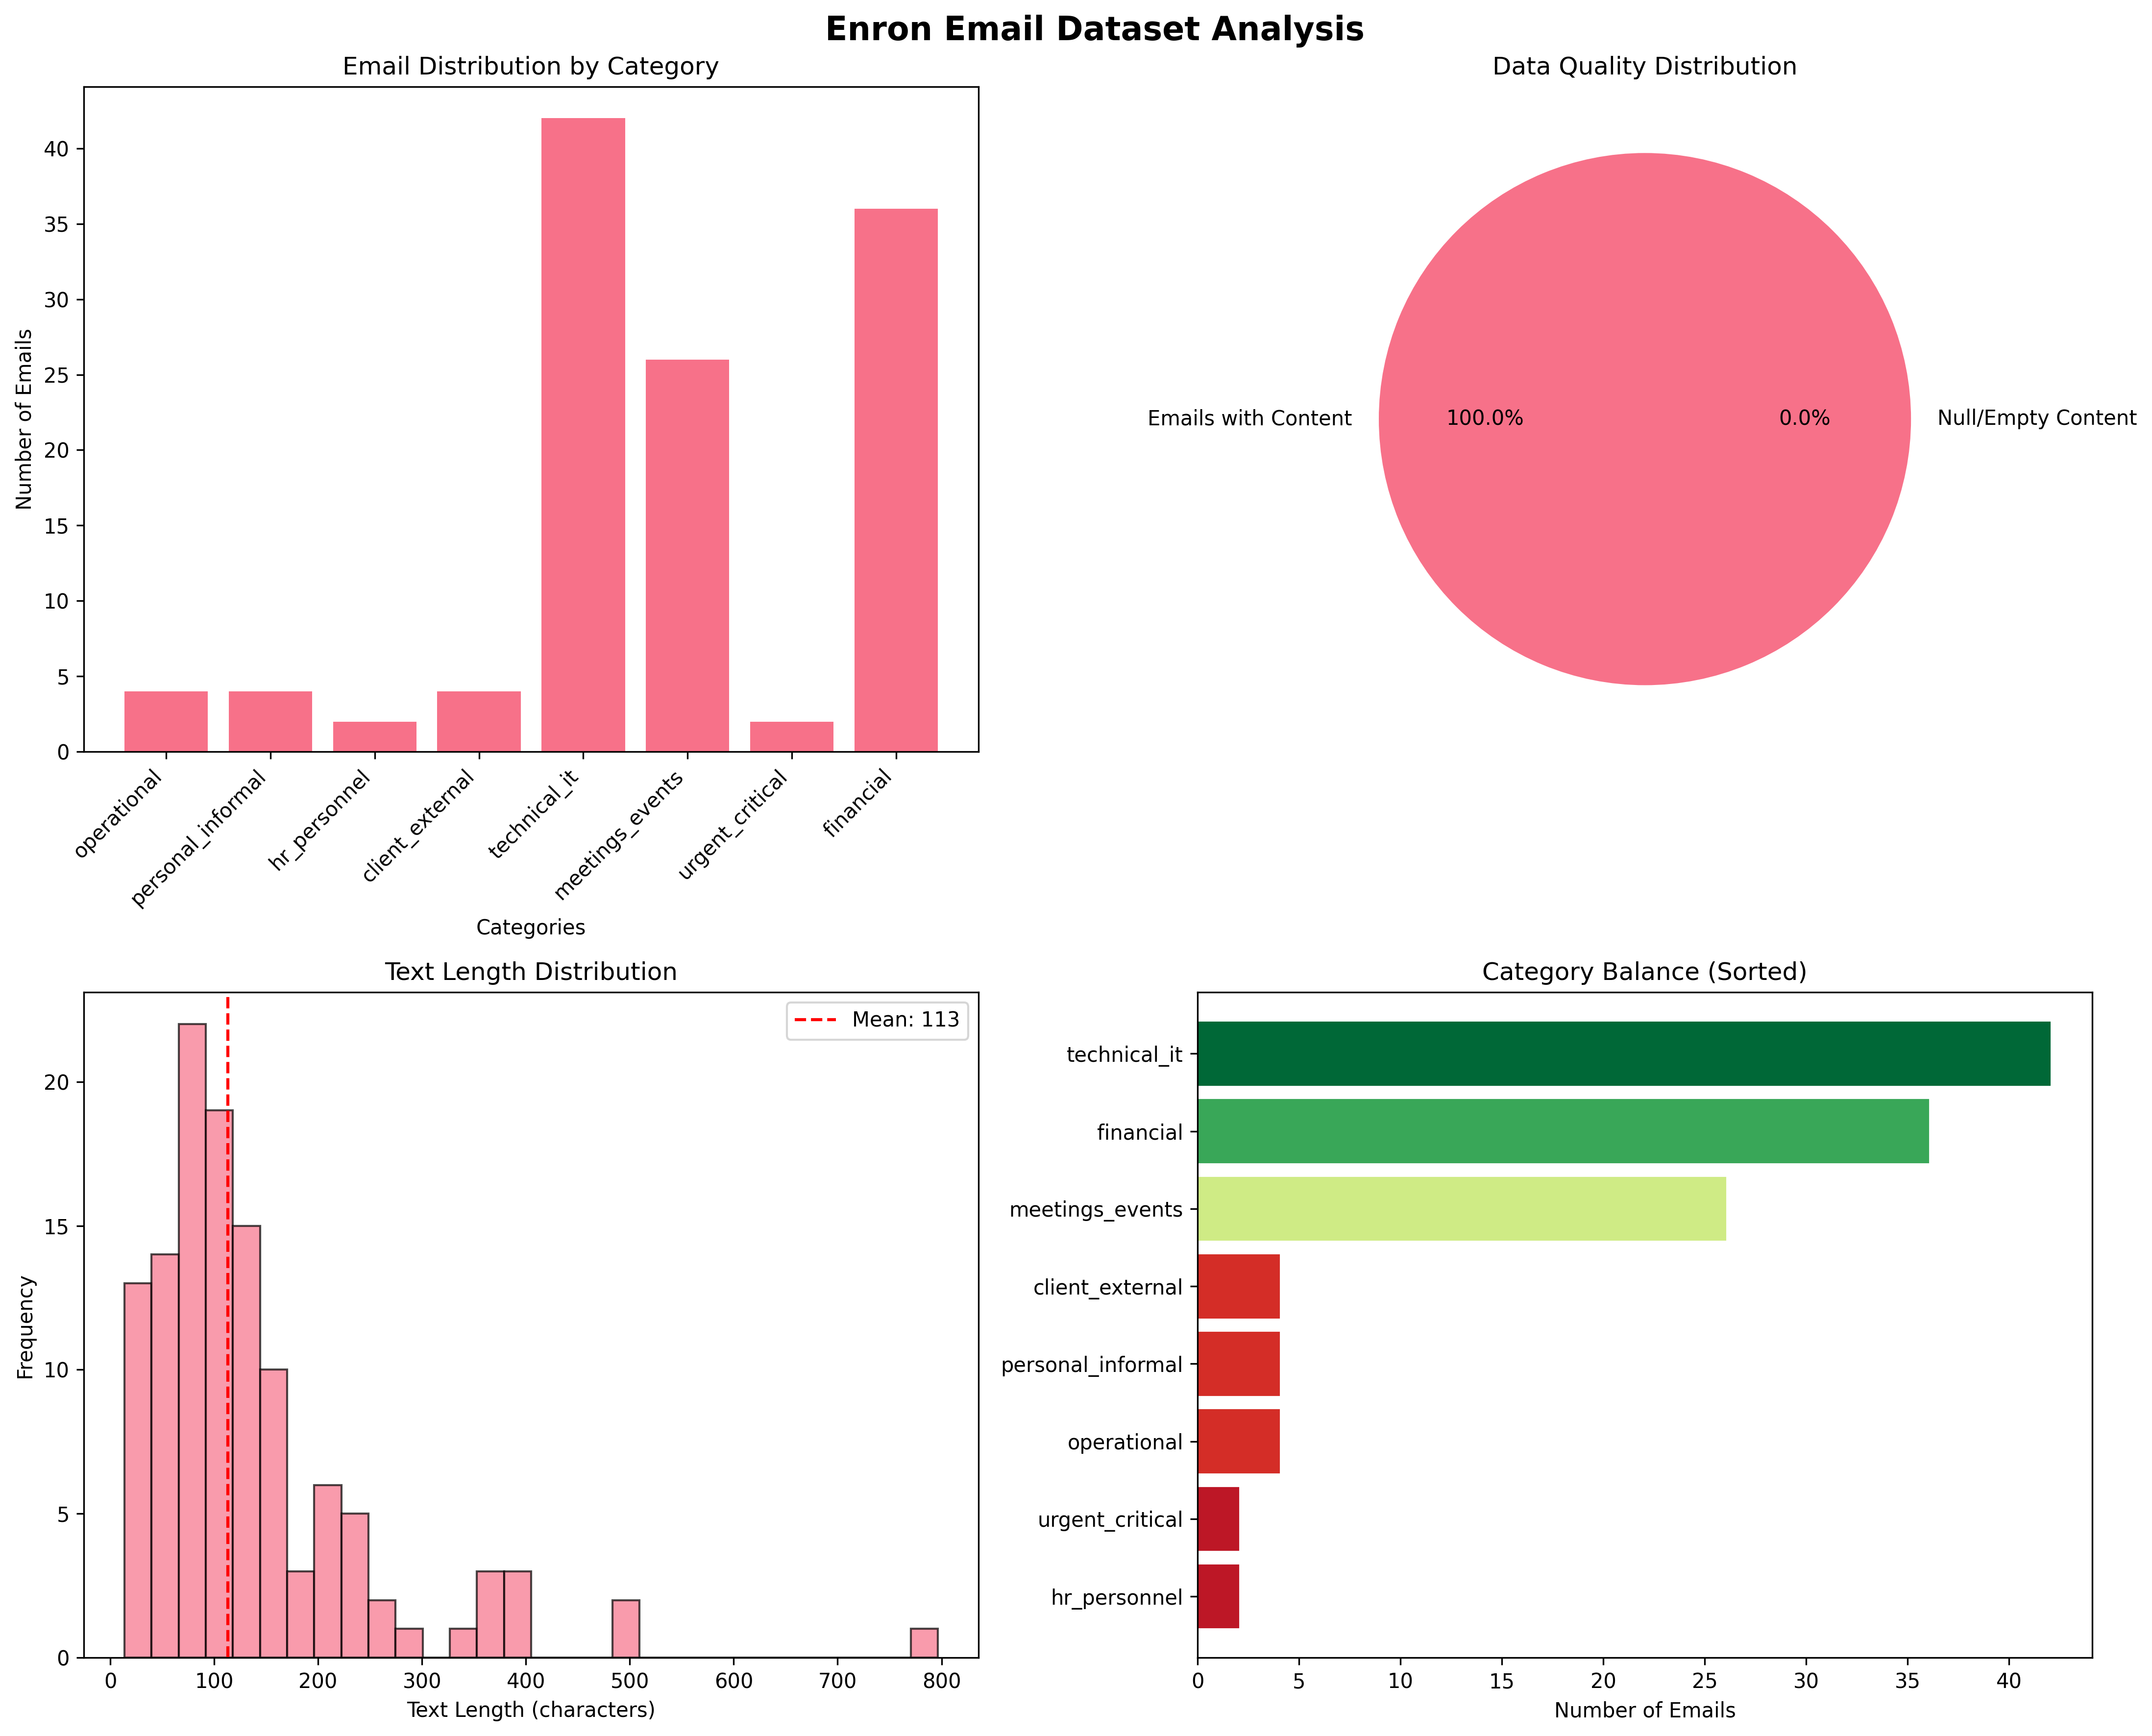 Enron Email Dataset Analysis
Email Distribution by Category
Number of Emails
40
35
30
25
20
15
10
5
0
operational
personal_informal
hr_personnel
client_external
technical_it
meetings_events
urgent_critical
financial
Categories
Data Quality Distribution
Emails with Content
100.0%
0.0%
Null/Empty Content
Text Length Distribution
Mean: 113
Frequency
20
15
10
5
0
0 100 200 300 400 500 600 700 800
Text Length (characters)
Category Balance (Sorted)
technical_it
financial
meetings_events
client_external
personal_informal
operational
urgent_critical
hr_personnel
0 5 10 15 20 25 30 35 40
Number of Emails